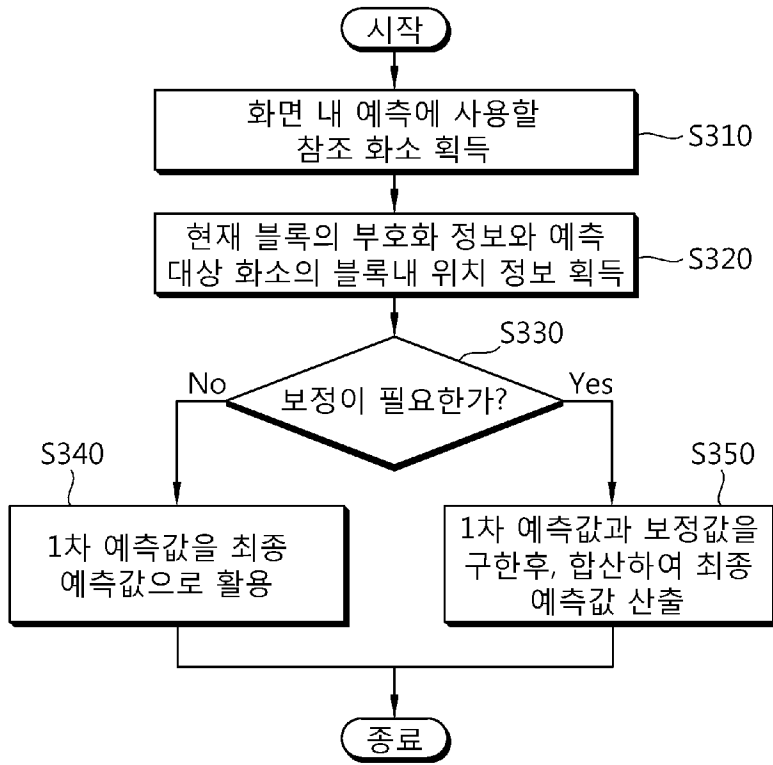 시작
화면 내 예측에 사용할
참조 화소 획득
S310
현재 블록의 부호화 정보와 예측
대상 화소의 블록내 위치 정보 획득
S320
S330
보정이 필요한가?
No
Yes
S340
1차 예측값을 최종
예측값으로 활용
S350
1차 예측값과 보정값을
구한후, 합산하여 최종
예측값 산출
종료